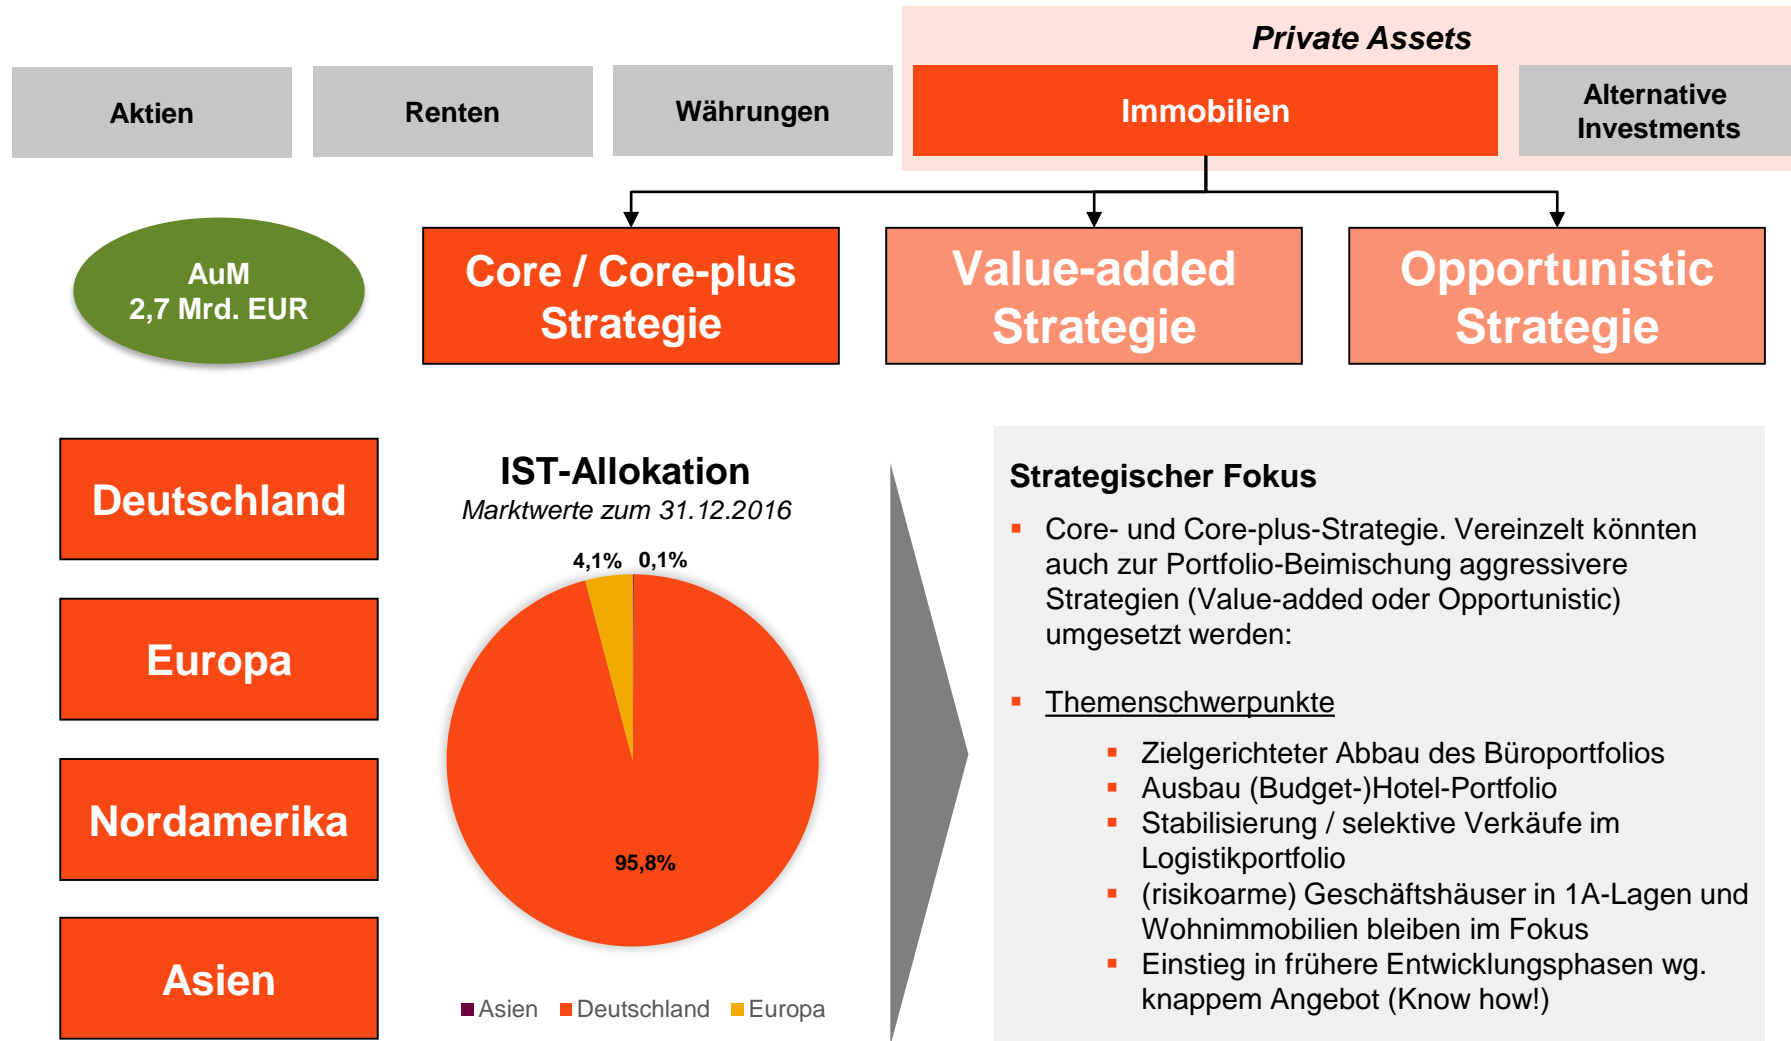 Private Assets
Aktien
Renten
Währungen
Immobilien
Alternative
Investments
AuM
2,7 Mrd. EUR
Core / Core-plus
Strategie
Value-added
Strategie
Opportunistic
Strategie
Deutschland
Europa
Nordamerika
Asien
IST-Allokation
Marktwerte zum 31.12.2016
4,1%
0,1%
95,8%
Asien
Deutschland
Europa
Strategischer Fokus
Core- und Core-plus-Strategie. Vereinzelt könnten
auch zur Portfolio-Beimischung aggressivere
Strategien (Value-added oder Opportunistic)
umgesetzt werden:
Themenschwerpunkte
Zielgerichteter Abbau des Büroportfolios
Ausbau (Budget-)Hotel-Portfolio
Stabilisierung / selektive Verkäufe im
Logistikportfolio
(risikoarme) Geschäftshäuser in 1A-Lagen und
Wohnimmobilien bleiben im Fokus
Einstieg in frühere Entwicklungsphasen wg.
knappem Angebot (Know how!)